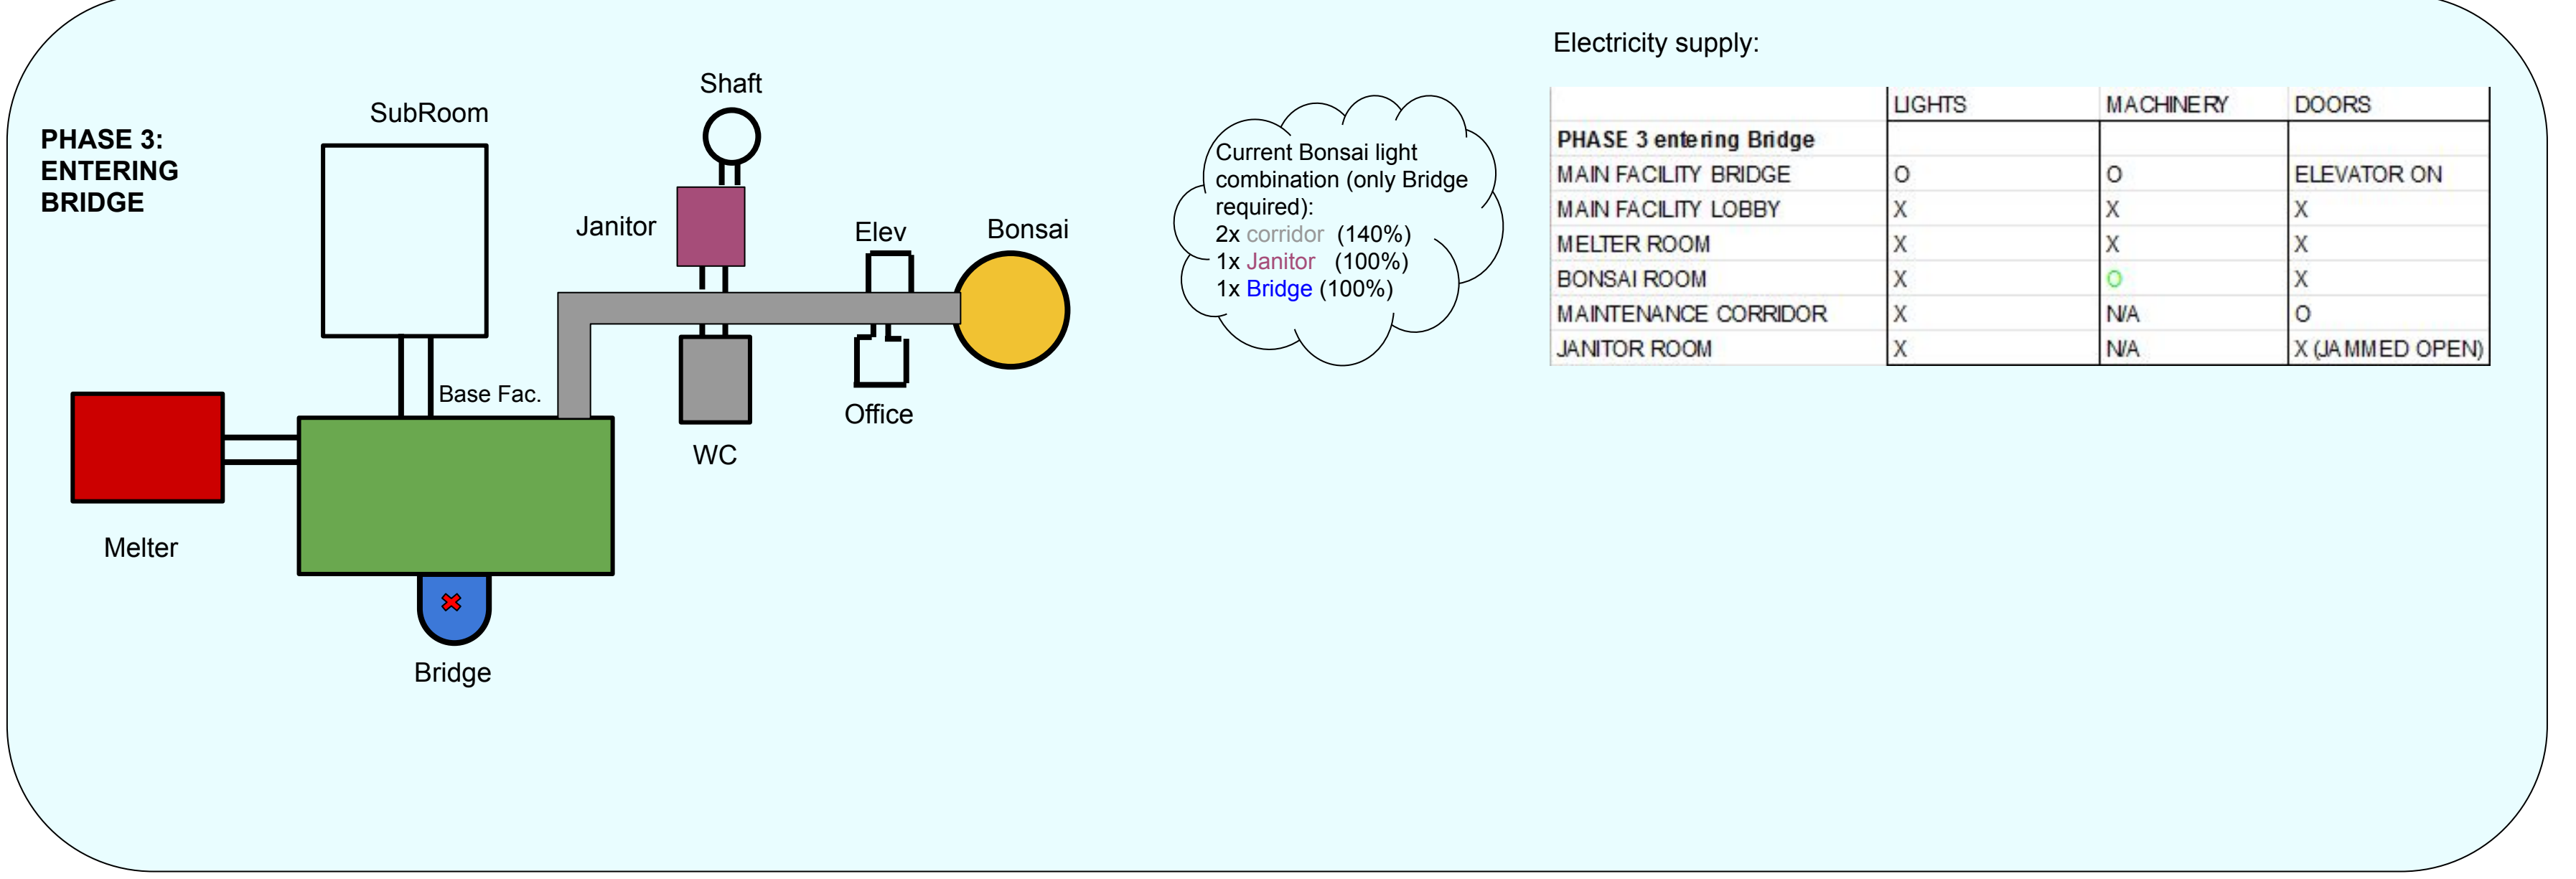 PHASE 3:
ENTERING
BRIDGE
SubRoom
Shaft
Janitor
Elev
Bonsai
Base Fac.
Office
WC
Melter
Bridge
Current Bonsai light
combination (only Bridge
required):
2x corridor (140%)
1x Janitor (100%)
1x Bridge (100%)
Electricity supply:
LIGHTS MACHINERY DOORS
PHASE 3 entering Bridge
MAIN FACILITY BRIDGE O O ELEVATOR ON
MAIN FACILITY LOBBY X X X
MELTER ROOM X X X
BONSAI ROOM X O X
MAINTENANCE CORRIDOR X N/A O
JANITOR ROOM X N/A X (JAMMED OPEN)